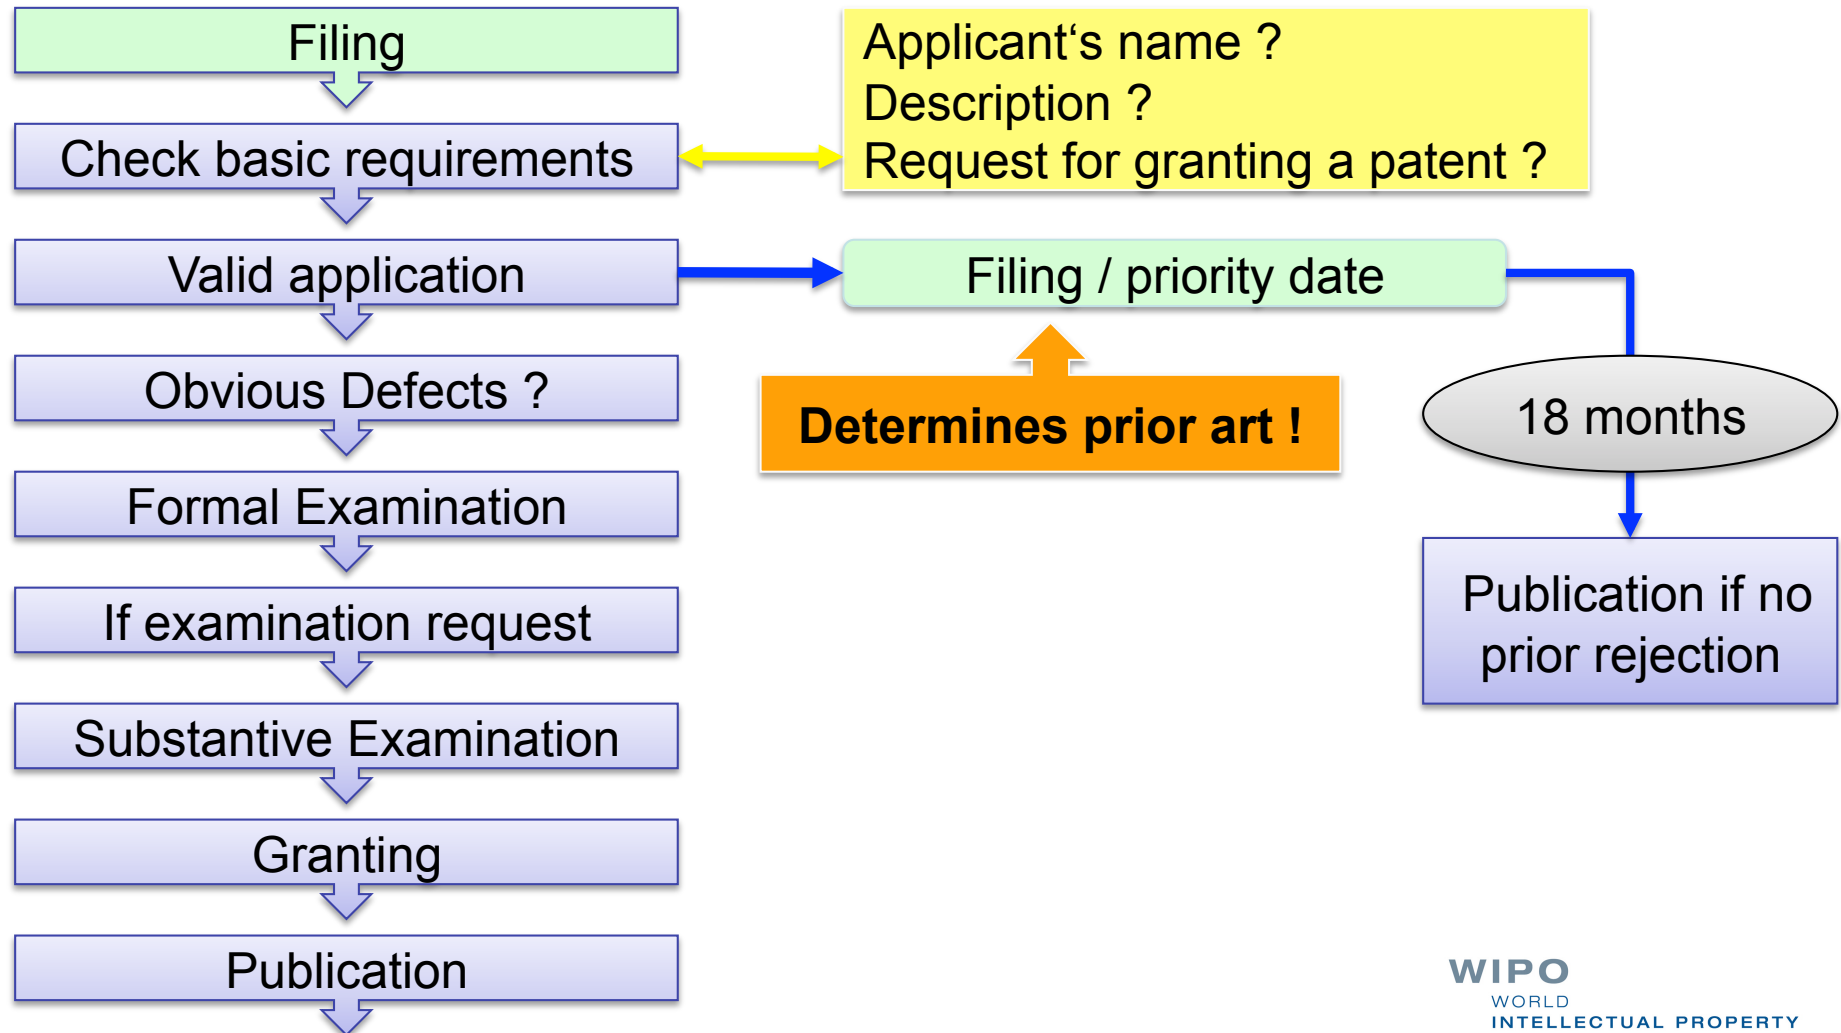 Filing
Applicant‘s name ?
Description ?
Request for granting a patent ?
Check basic requirements
Valid application
Filing / priority date
Obvious Defects ?
Determines prior art !
18 months
Formal Examination
If examination request
Publication if no
prior rejection
Substantive Examination
Granting
Publication
WIPO
WORLD
INTELLECTUAL PROPERTY